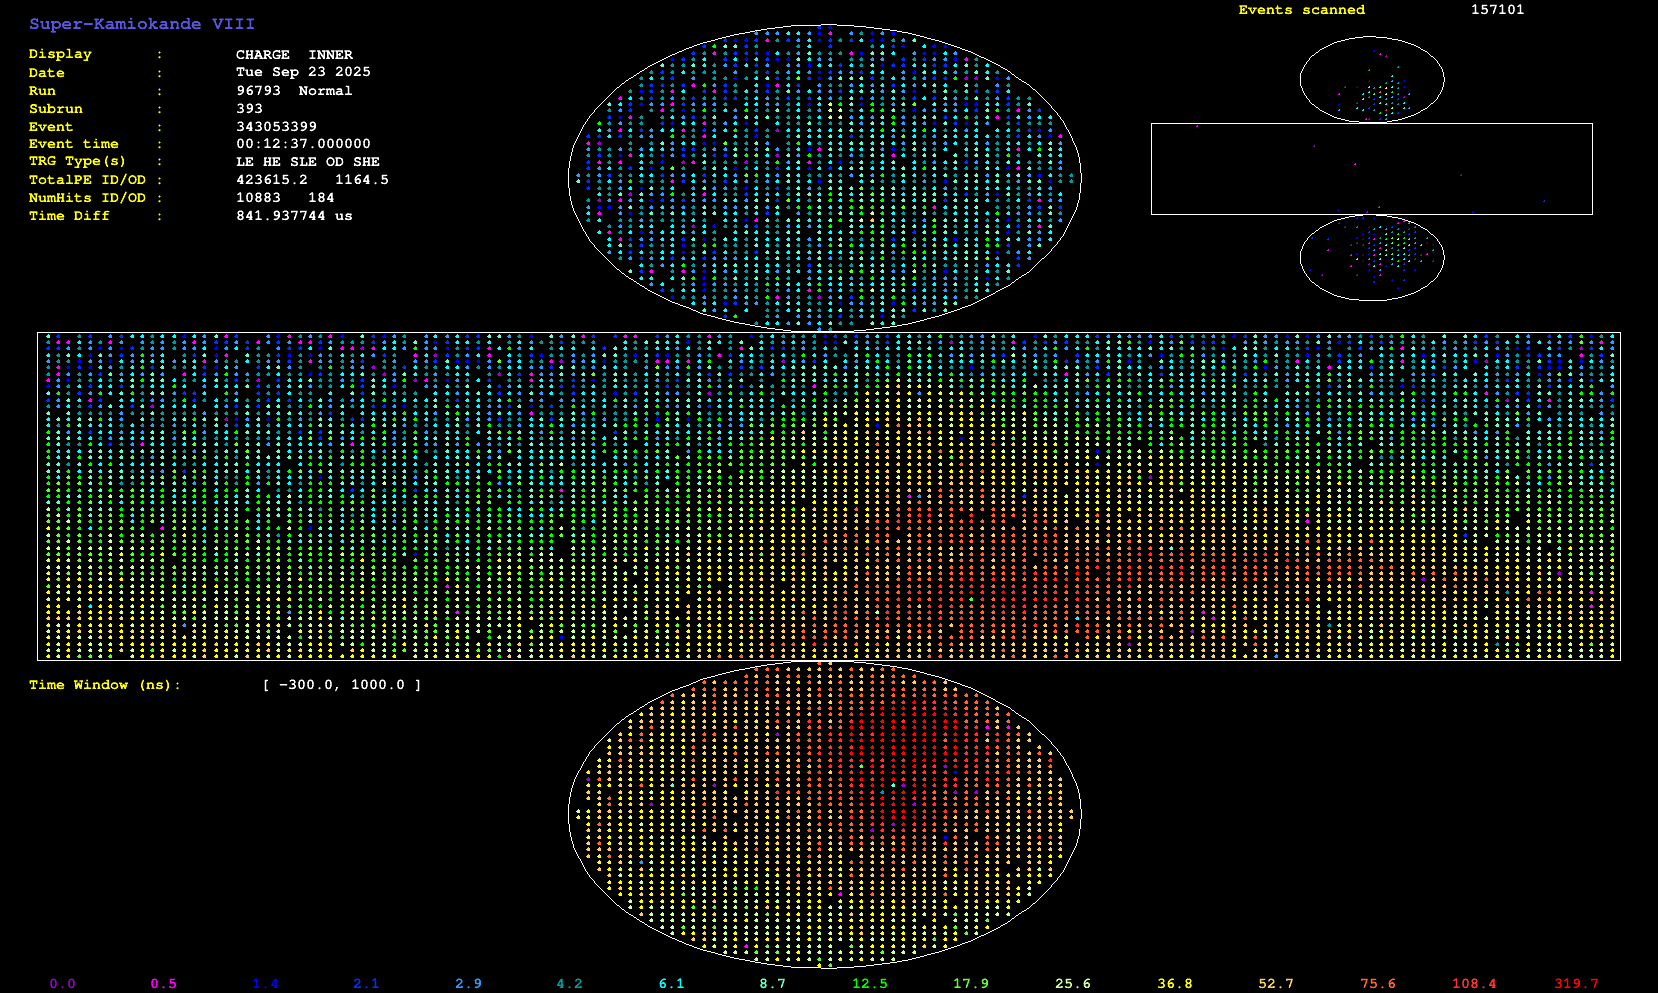 Super-Kamiokande VIII
Events scanned 157101
Display : CHARGE INNER
Date : Tue Sep 23 2025
Run : 96793 Normal
Subrun : 393
Event : 343053399
Event time : 00:12:37.000000
TRG Type(s) : LE HE SLE OD SHE
TotalPE ID/OD : 423615.2 1164.5
NumHits ID/OD : 10883 184
Time Diff : 841.937744 us
Time Window (ns): [ -300.0, 1000.0 ]
0.0 0.5 1.4 2.1 2.9 4.2 6.1 8.7 12.5 17.9 25.6 36.8 52.7 75.6 108.4 319.7